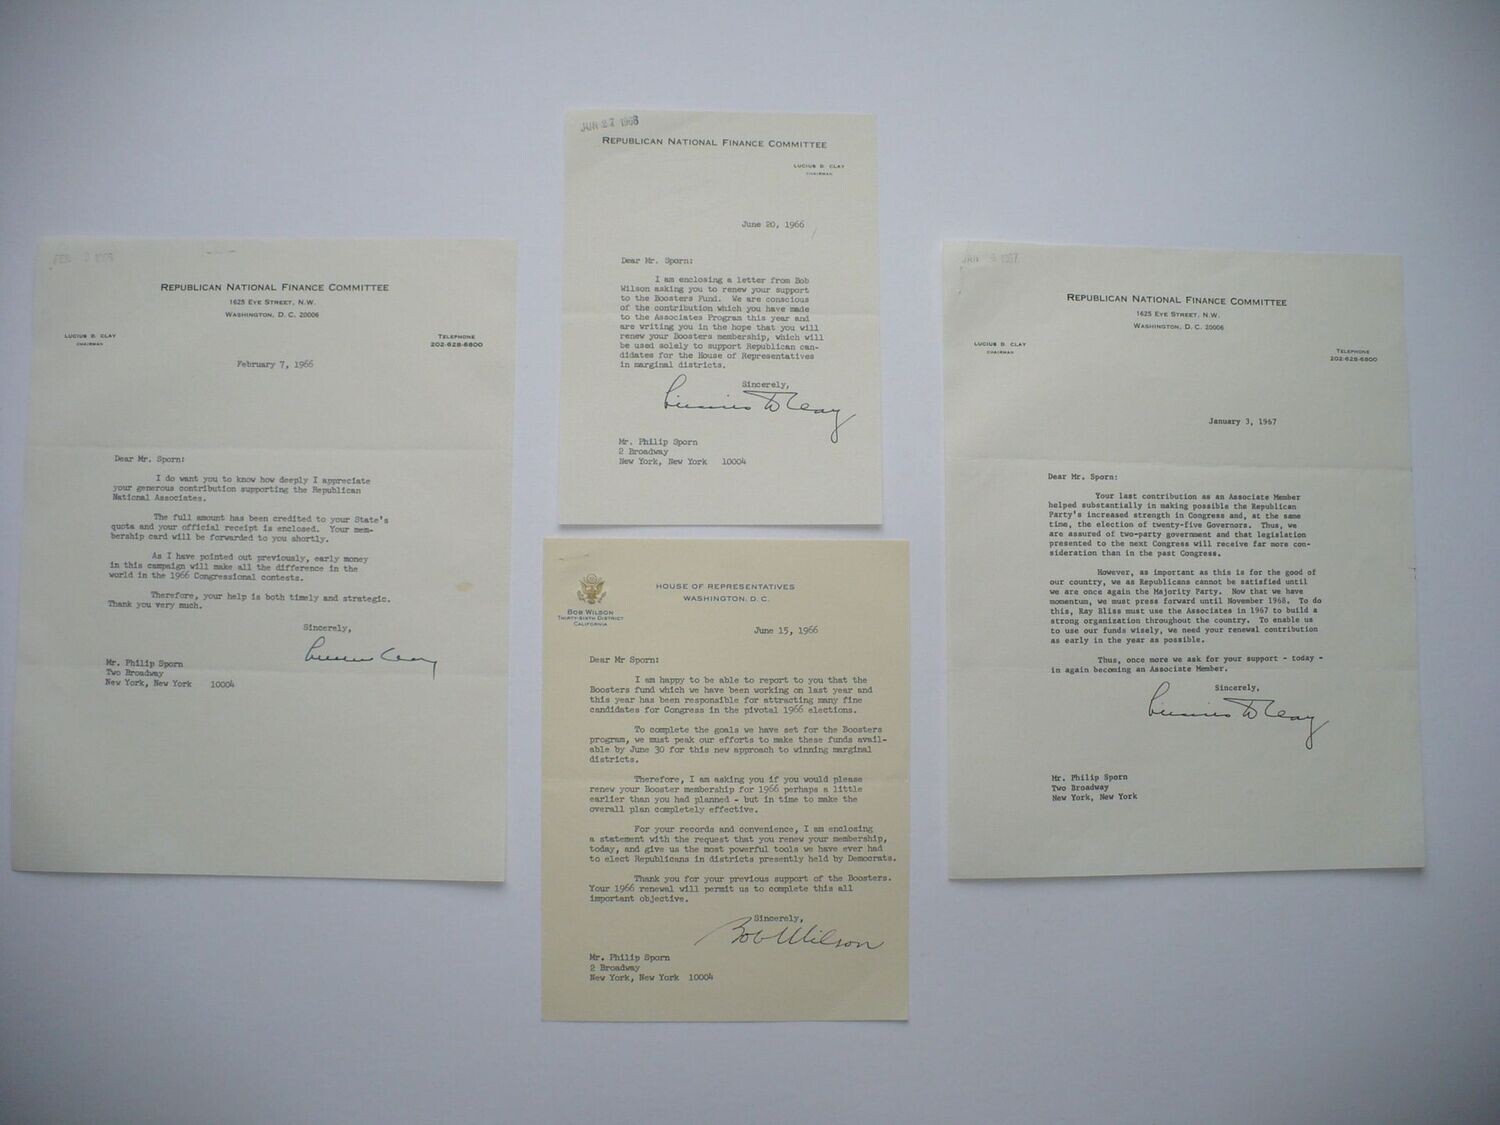 REPUBLICAN NATIONAL FINANCE COMMITTEE
1625 EYE STREET, N.W.
WASHINGTON, D. C. 20006
LUCIUS D. CLAY
CHAIRMAN
TELEPHONE
202-628-6800
February 7, 1966
Dear Mr. Sporn:
I do want you to know how deeply I appreciate
your generous contribution supporting the Republican
National Associates.
The full amount has been credited to your State's
quota and your official receipt is enclosed. Your mem-
bership card will be forwarded to you shortly.
As I have pointed out previously, early money
in this campaign will make all the difference in the
world in the 1966 Congressional contests.
Therefore, your help is both timely and strategic.
Thank you very much.
Sincerely,
Lucius Clay
Mr. Philip Sporn
Two Broadway
New York, New York 10004
JUN 27 1966
REPUBLICAN NATIONAL FINANCE COMMITTEE
LUCIUS D. CLAY
CHAIRMAN
June 20, 1966
Dear Mr. Sporn:
I am enclosing a letter from Bob
Wilson asking you to renew your support
to the Boosters Fund. We are conscious
of the contribution which you have made
to the Associates Program this year and
are writing you in the hope that you will
renew your Boosters membership, which will
be used solely to support Republican can-
didates for the House of Representatives
in marginal districts.
Sincerely,
Lucius D Clay
Mr. Philip Sporn
2 Broadway
New York, New York 10004
BOB WILSON
THIRTY-SIXTH DISTRICT
CALIFORNIA
HOUSE OF REPRESENTATIVES
WASHINGTON, D. C.
June 15, 1966
Dear Mr Sporn:
I am happy to be able to report to you that the
Boosters fund which we have been working on last year and
this year has been responsible for attracting many fine
candidates for Congress in the pivotal 1966 elections.
To complete the goals we have set for the Boosters
program, we must peak our efforts to make these funds avail-
able by June 30 for this new approach to winning marginal
districts.
Therefore, I am asking you if you would please
renew your Booster membership for 1966 perhaps a little
earlier than you had planned - but in time to make the
overall plan completely effective.
For your records and convenience, I am enclosing
a statement with the request that you renew your membership,
today, and give us the most powerful tools we have ever had
to elect Republicans in districts presently held by Democrats.
Thank you for your previous support of the Boosters.
Your 1966 renewal will permit us to complete this all
important objective.
Sincerely,
Bob Wilson
Mr. Philip Sporn
2 Broadway
New York, New York 10004
REPUBLICAN NATIONAL FINANCE COMMITTEE
1625 EYE STREET, N.W.
WASHINGTON, D. C. 20006
LUCIUS D. CLAY
CHAIRMAN
TELEPHONE
202-628-6800
January 3, 1967
Dear Mr. Sporn:
Your last contribution as an Associate Member
helped substantially in making possible the Republican
Party's increased strength in Congress and, at the same
time, the election of twenty-five Governors. Thus, we
are assured of two-party government and that legislation
presented to the next Congress will receive far more con-
sideration than in the past Congress.
However, as important as this is for the good of
our country, we as Republicans cannot be satisfied until
we are once again the Majority Party. Now that we have
momentum, we must press forward until November 1968. To do
this, Ray Bliss must use the Associates in 1967 to build a
strong organization throughout the country. To enable us
to use our funds wisely, we need your renewal contribution
as early in the year as possible.
Thus, once more we ask for your support - today -
in again becoming an Associate Member.
Sincerely,
Lucius D Clay
Mr. Philip Sporn
Two Broadway
New York, New York